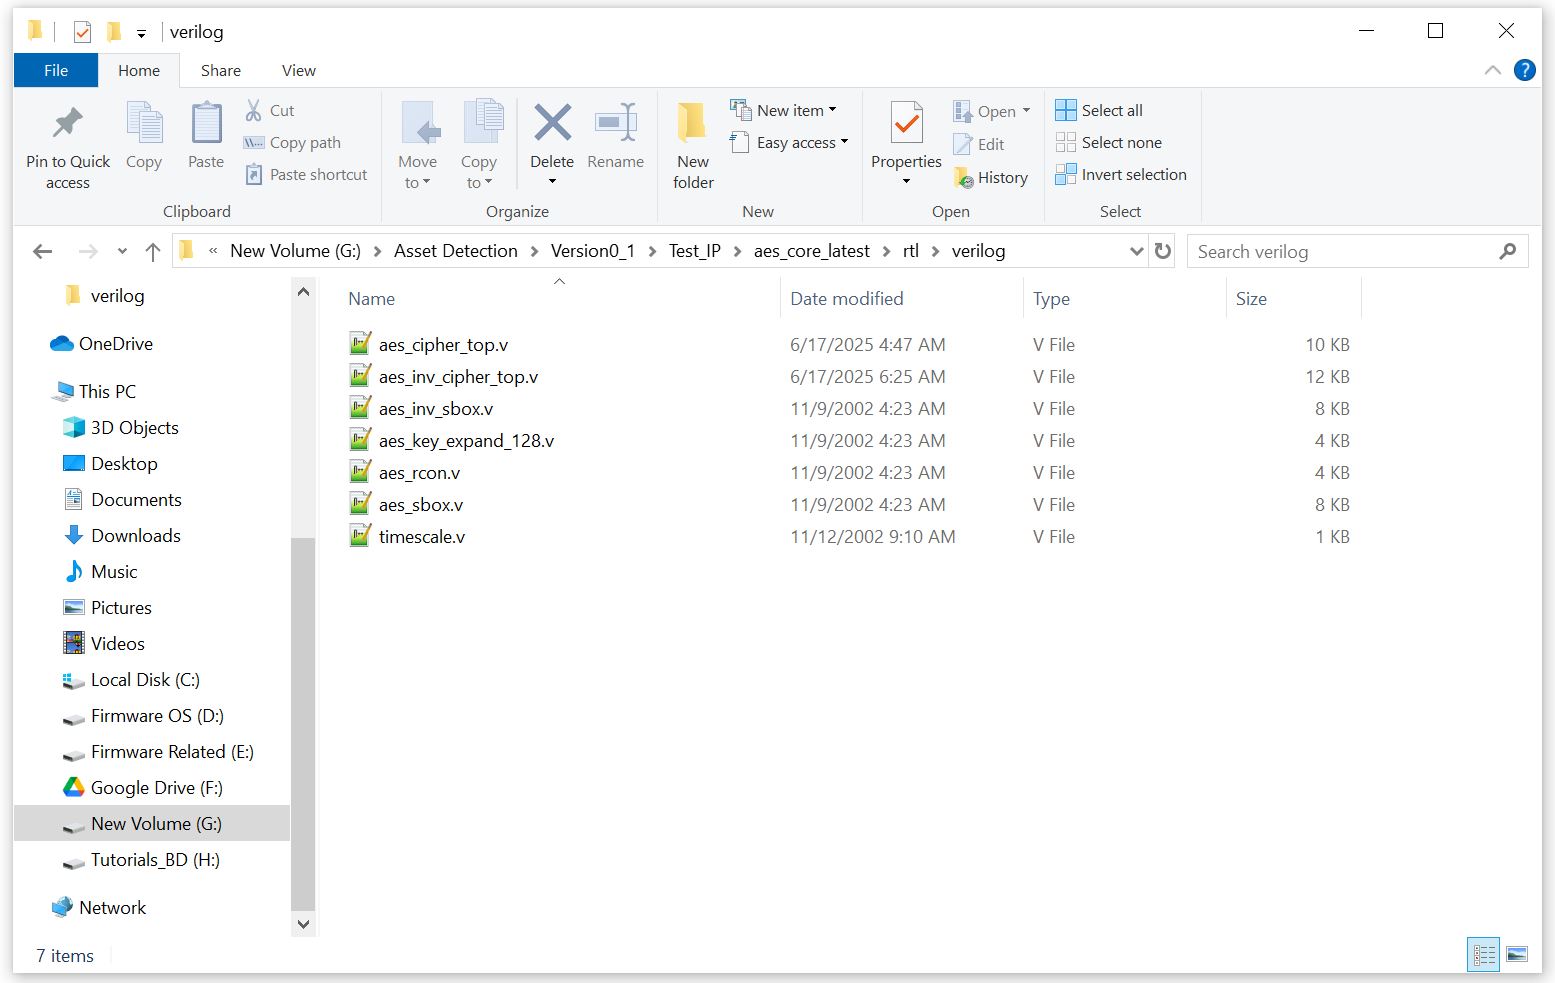 verilog
File Home Share View
Pin to Quick access
Copy
Paste
Cut
Copy path
Paste shortcut
Clipboard
Move to
Copy to
Delete
Rename
Organize
New folder
New item
Easy access
New
Properties
Open
Edit
History
Open
Select all
Select none
Invert selection
Select
« New Volume (G:) > Asset Detection > Version0_1 > Test_IP > aes_core_latest > rtl > verilog
Search verilog
verilog
OneDrive
This PC
3D Objects
Desktop
Documents
Downloads
Music
Pictures
Videos
Local Disk (C:)
Firmware OS (D:)
Firmware Related (E:)
Google Drive (F:)
New Volume (G:)
Tutorials_BD (H:)
Network
Name Date modified Type Size
aes_cipher_top.v 6/17/2025 4:47 AM V File 10 KB
aes_inv_cipher_top.v 6/17/2025 6:25 AM V File 12 KB
aes_inv_sbox.v 11/9/2002 4:23 AM V File 8 KB
aes_key_expand_128.v 11/9/2002 4:23 AM V File 4 KB
aes_rcon.v 11/9/2002 4:23 AM V File 4 KB
aes_sbox.v 11/9/2002 4:23 AM V File 8 KB
timescale.v 11/12/2002 9:10 AM V File 1 KB
7 items